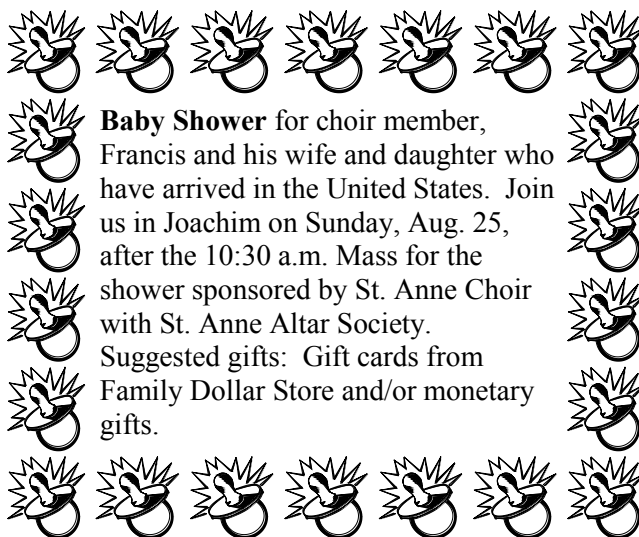 Baby Shower for choir member,
Francis and his wife and daughter who
have arrived in the United States.  Join
us in Joachim on Sunday, Aug. 25,
after the 10:30 a.m. Mass for the
shower sponsored by St. Anne Choir
with St. Anne Altar Society.
Suggested gifts:  Gift cards from
Family Dollar Store and/or monetary
gifts.